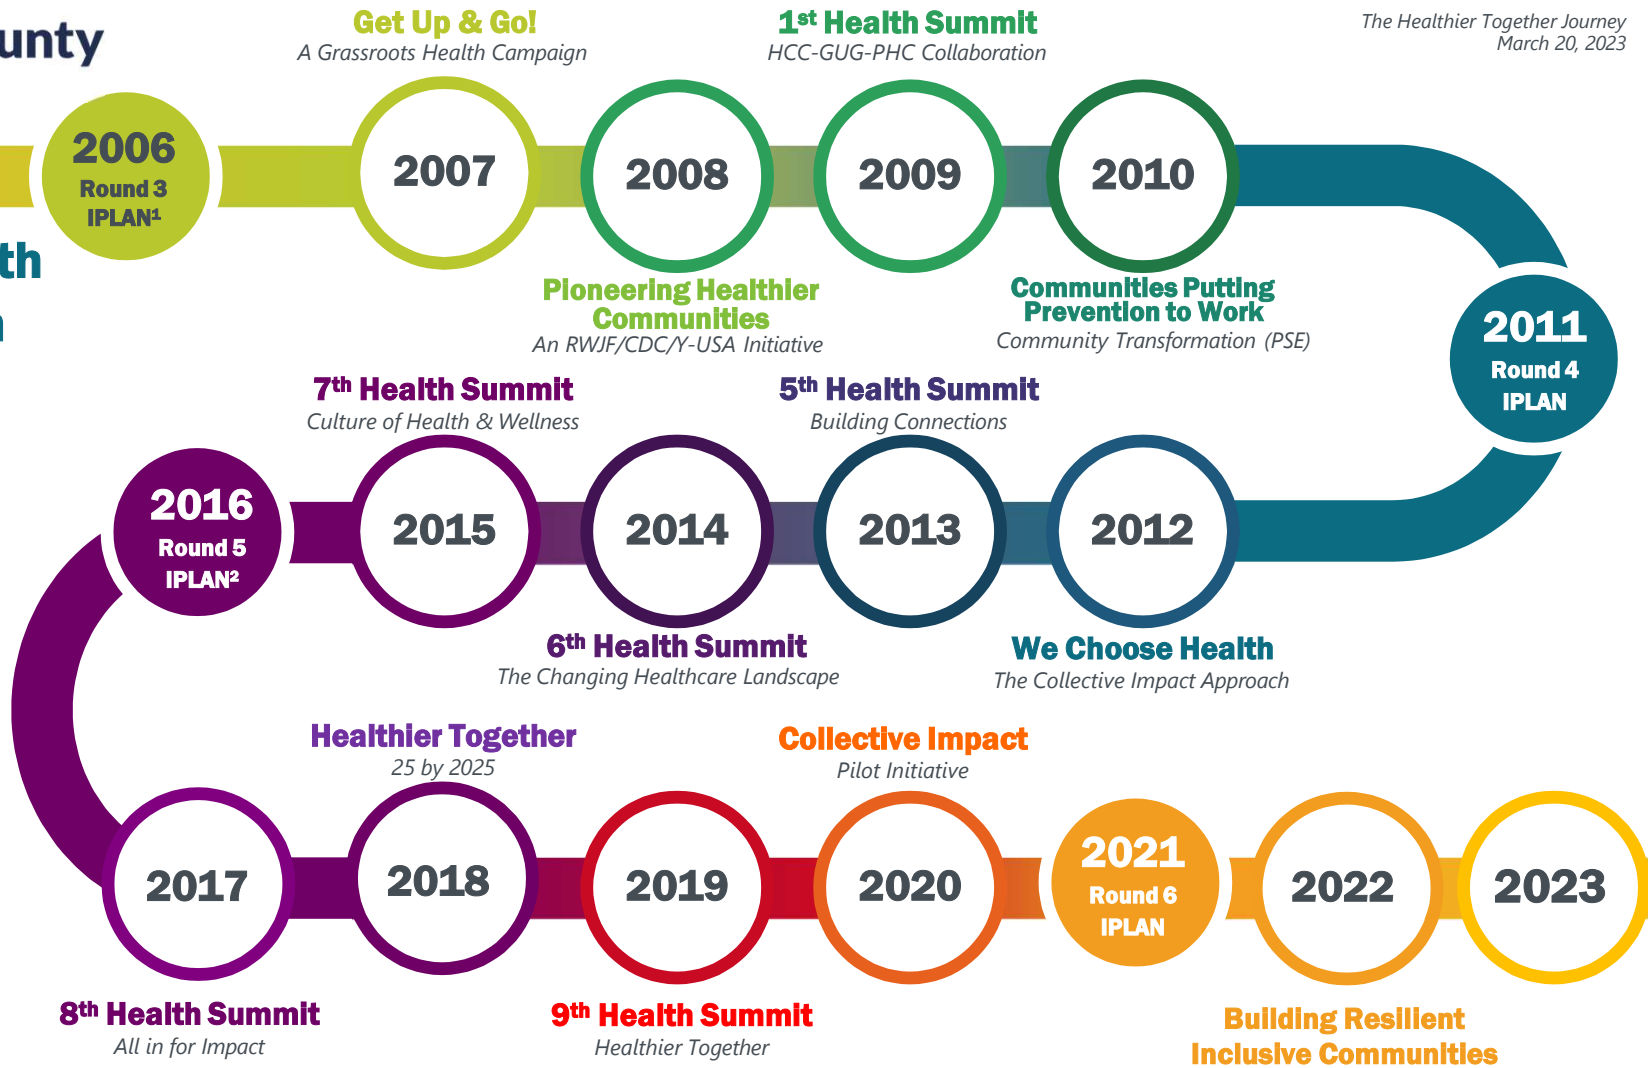 unty
Get Up & Go!
A Grassroots Health Campaign
1st Health Summit
HCC-GUG-PHC Collaboration
The Healthier Together Journey
March 20, 2023
2006
Round 3
IPLAN¹
2007
2008
2009
2010
th
Pioneering Healthier
Communities
An RWJF/CDC/Y-USA Initiative
Communities Putting
Prevention to Work
Community Transformation (PSE)
2011
Round 4
IPLAN
7th Health Summit
Culture of Health & Wellness
5th Health Summit
Building Connections
2016
Round 5
IPLAN²
2015
2014
2013
2012
6th Health Summit
The Changing Healthcare Landscape
We Choose Health
The Collective Impact Approach
Healthier Together
25 by 2025
Collective Impact
Pilot Initiative
2017
2018
2019
2020
2021
Round 6
IPLAN
2022
2023
8th Health Summit
All in for Impact
9th Health Summit
Healthier Together
Building Resilient
Inclusive Communities